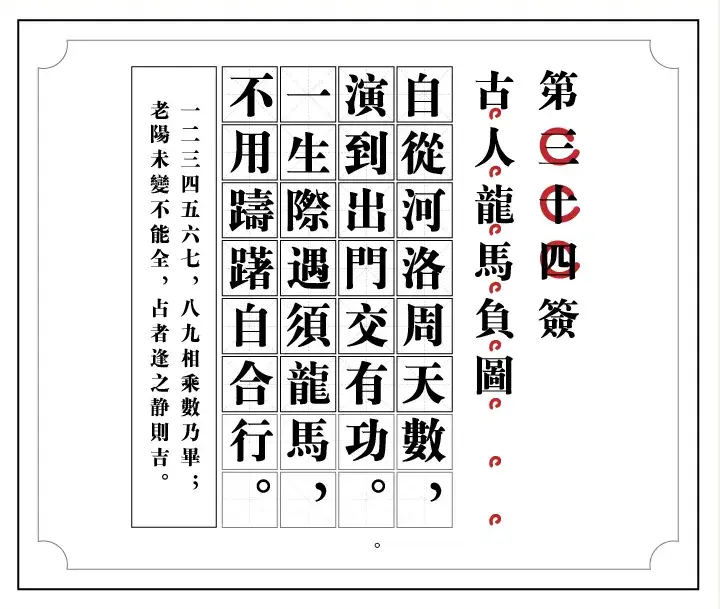 第三十四簽
古人龍馬負圖
自從河洛周天數，
演到出門交有功。
一生際遇須龍馬，
不用躊躇自合行。
一二三四五六七，八九相乘數乃畢；
老陽未變不能全，占者逢之静則吉。
。